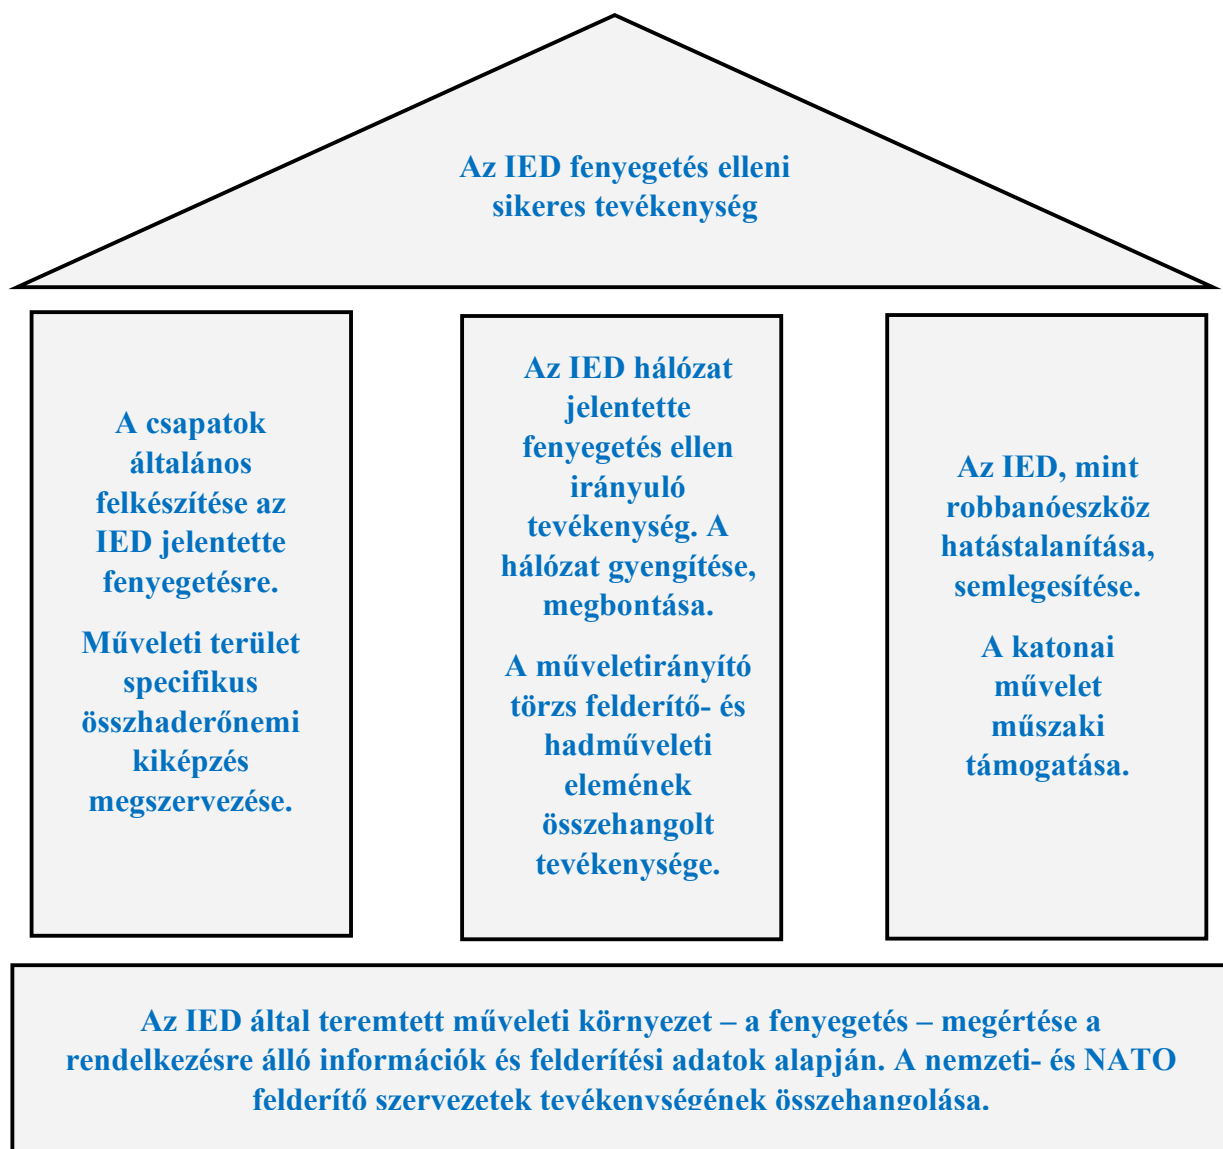 Az IED fenyegetés elleni
sikeres tevékenység
A csapatok
általános
felkészítése az
IED jelentette
fenyegetésre.
Műveleti terület
specifikus
összhaderőnemi
kiképzés
megszervezése.
Az IED hálózat
jelentette
fenyegetés ellen
irányuló
tevékenység. A
hálózat gyengítése,
megbontása.
A műveletirányító
törzs felderítő- és
hadműveleti
elemének
összehangolt
tevékenysége.
Az IED, mint
robbanóeszköz
hatástalanítása,
semlegesítése.
A katonai
művelet
műszaki
támogatása.
Az IED által teremtett műveleti környezet – a fenyegetés – megértése a
rendelkezésre álló információk és felderítési adatok alapján. A nemzeti- és NATO
felderítő szervezetek tevékenységének összehangolása.